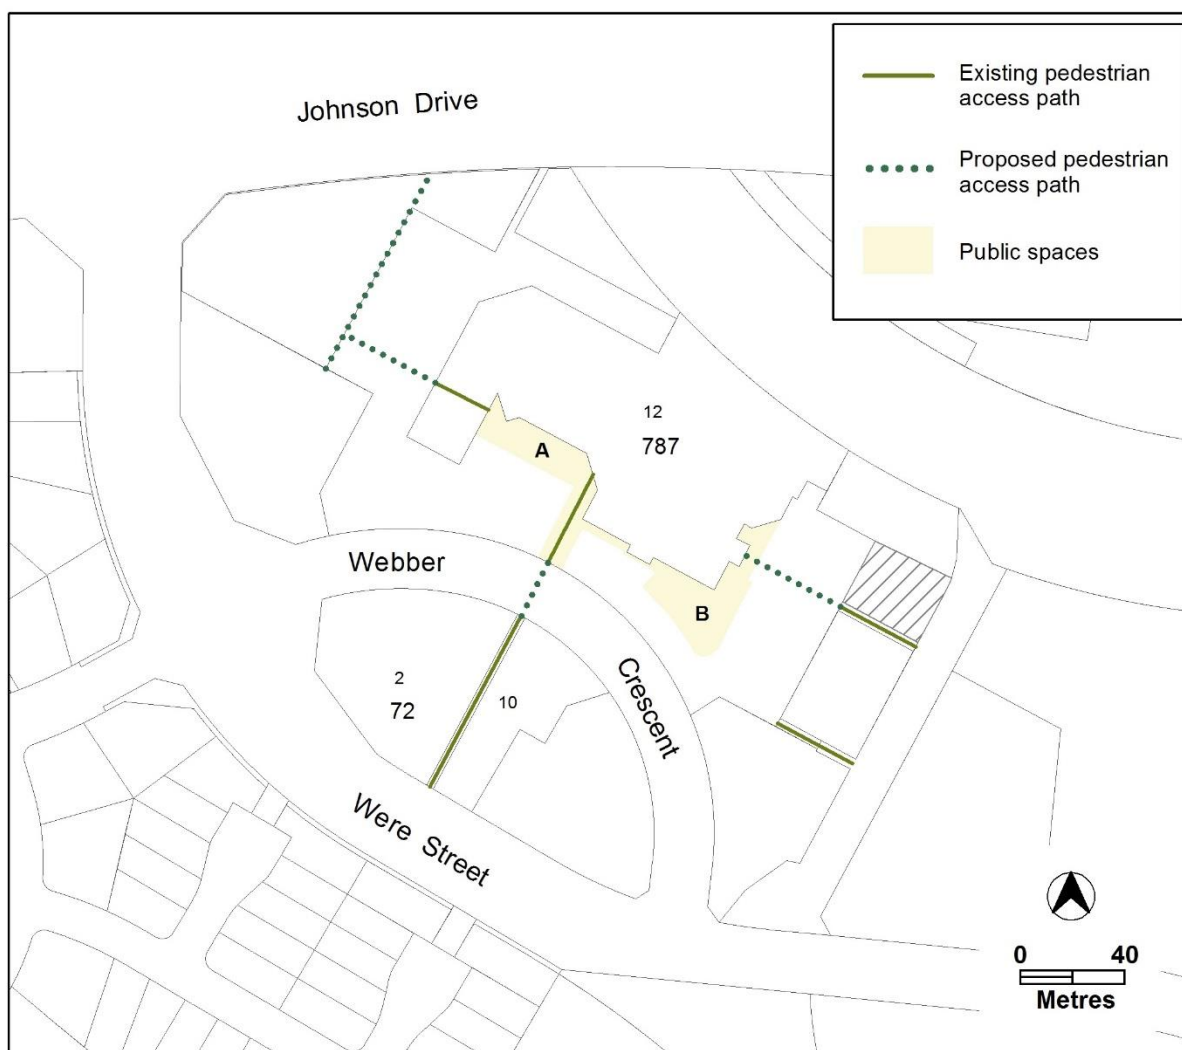 Johnson Drive
Existing pedestrian
access path
Proposed pedestrian
access path
Public spaces
12
787
A
Webber
B
2
72
10
Crescent
Were Street
0 40
Metres